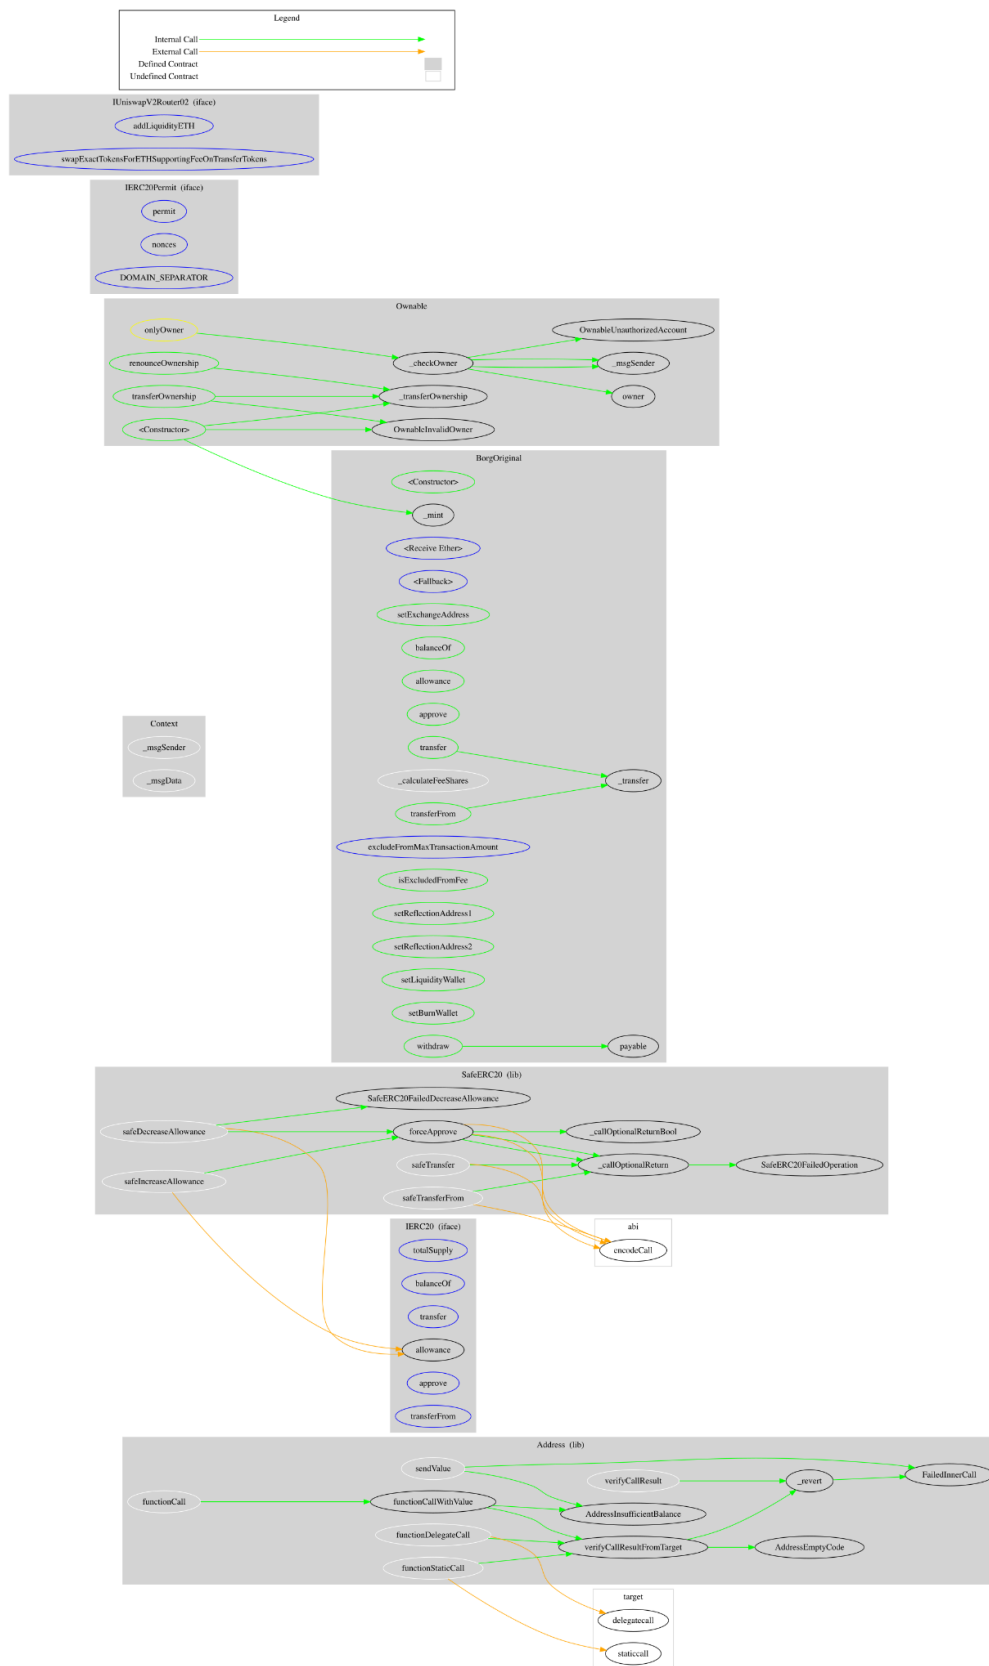 Legend
Internal Call
External Call
Defined Contract
Undefined Contract
IUniswapV2Router02 (iface)
addLiquidityETH
swapExactTokensForETHSupportingFeeOnTransferTokens
IERC20Permit (iface)
permit
nonces
DOMAIN_SEPARATOR
Ownable
onlyOwner
OwnableUnauthorizedAccount
renounceOwnership
_checkOwner
_msgSender
transferOwnership
_transferOwnership
owner
<Constructor>
OwnableInvalidOwner
BorgOriginal
<Constructor>
_mint
<Receive Ether>
<Fallback>
setExchangeAddress
balanceOf
allowance
approve
transfer
_calculateFeeShares
_transfer
transferFrom
excludeFromMaxTransactionAmount
isExcludedFromFee
setReflectionAddress1
setReflectionAddress2
setLiquidityWallet
setBurnWallet
withdraw
payable
Context
_msgSender
_msgData
SafeERC20 (lib)
SafeERC20FailedDecreaseAllowance
safeDecreaseAllowance
forceApprove
_callOptionalReturnBool
safeTransfer
_callOptionalReturn
SafeERC20FailedOperation
safeIncreaseAllowance
safeTransferFrom
IERC20 (iface)
totalSupply
balanceOf
transfer
allowance
approve
transferFrom
abi
encodeCall
Address (lib)
sendValue
verifyCallResult
_revert
FailedInnerCall
functionCall
functionCallWithValue
AddressInsufficientBalance
functionDelegateCall
verifyCallResultFromTarget
AddressEmptyCode
functionStaticCall
target
delegatecall
staticcall